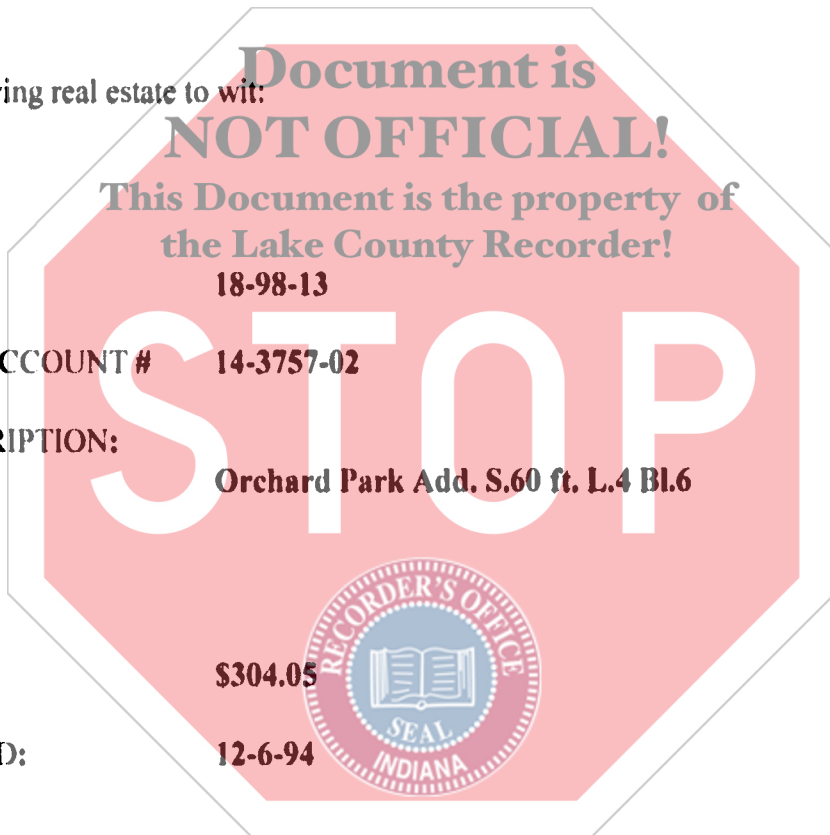 Document is
ing real estate to wit:
NOT OFFICIAL!
This Document is the property of
the Lake County Recorder!
18-98-13
CCOUNT # 14-3757-02
STOP
RIPTION:
Orchard Park Add. S.60 ft. L.4 Bl.6
RECORDER'S OFFICE
$304.05
SEAL
D: 12-6-94
INDIANA